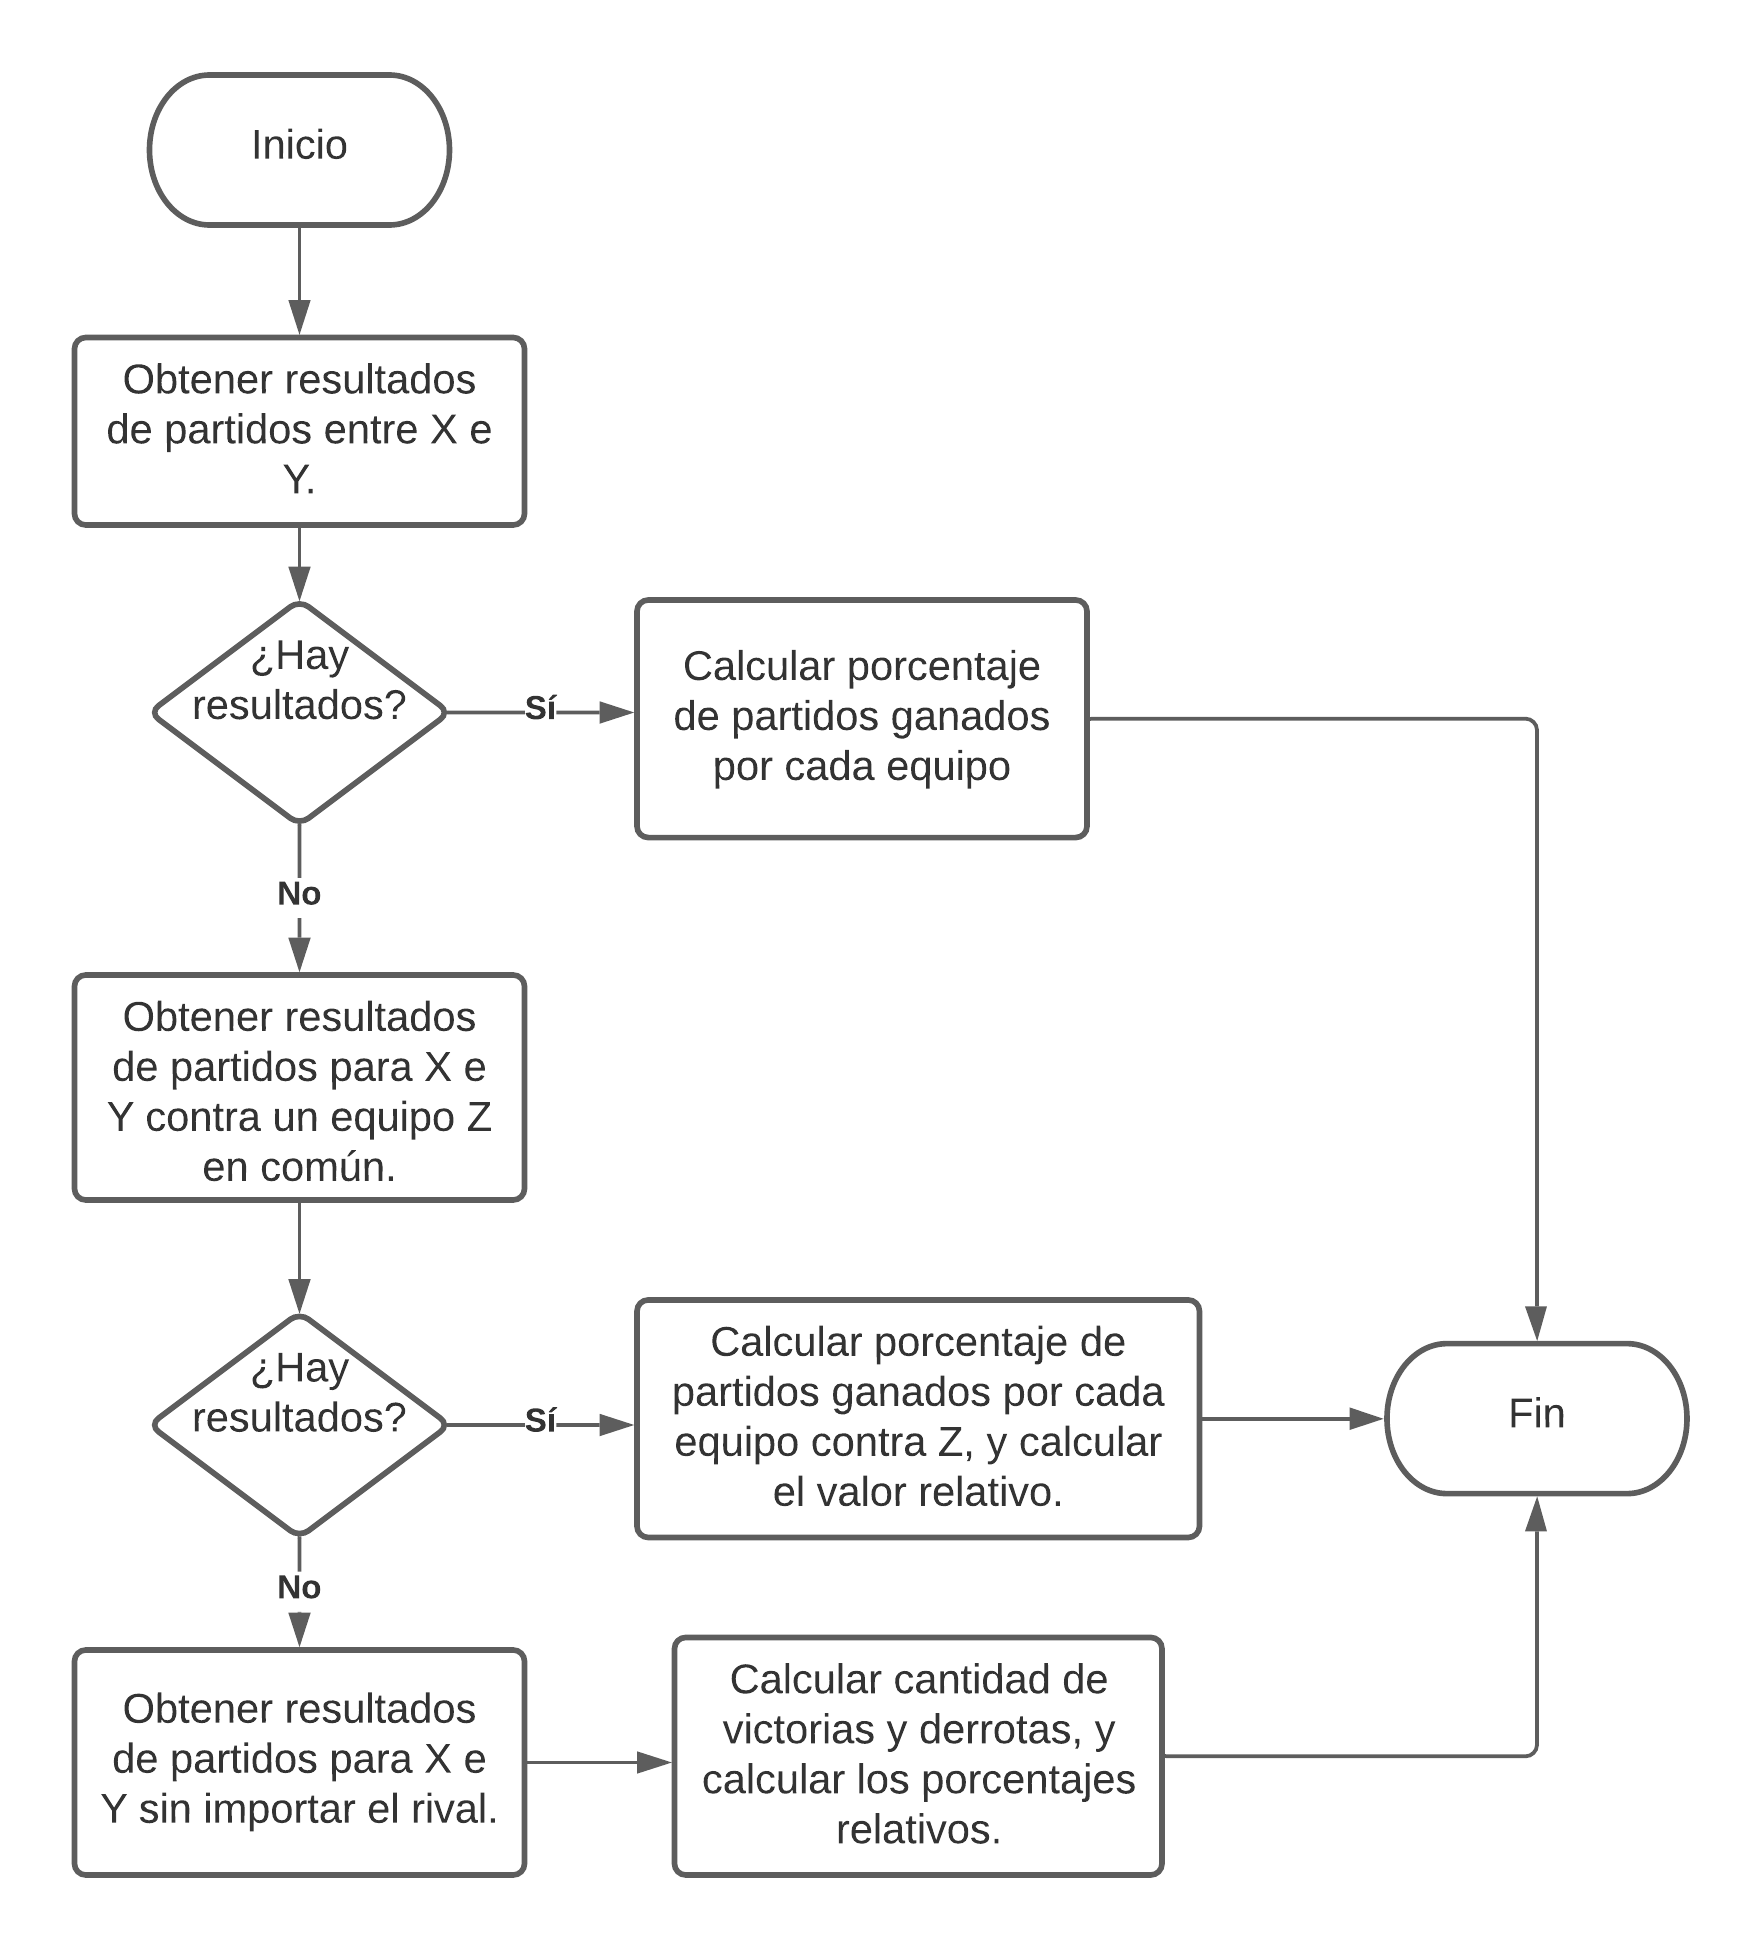 Inicio
Obtener resultados
de partidos entre X e
Y.
¿Hay
resultados?
Sí
Calcular porcentaje
de partidos ganados
por cada equipo
No
Obtener resultados
de partidos para X e
Y contra un equipo Z
en común.
¿Hay
resultados?
Sí
Calcular porcentaje de
partidos ganados por cada
equipo contra Z, y calcular
el valor relativo.
Fin
No
Obtener resultados
de partidos para X e
Y sin importar el rival.
Calcular cantidad de
victorias y derrotas, y
calcular los porcentajes
relativos.